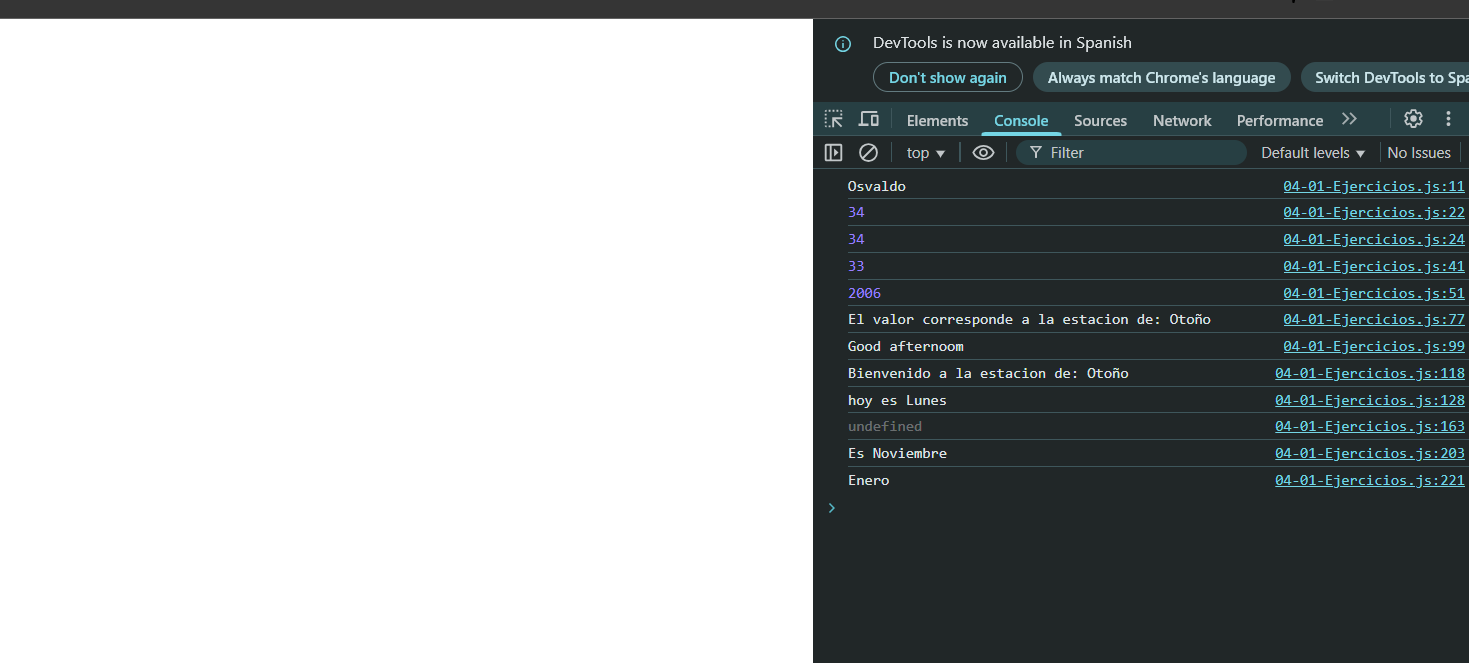 DevTools is now available in Spanish
Don't show again Always match Chrome's language Switch DevTools to Spa
Elements Console Sources Network Performance
top Filter Default levels No Issues
Osvaldo 04-01-Ejercicios.js:11
34 04-01-Ejercicios.js:22
34 04-01-Ejercicios.js:24
33 04-01-Ejercicios.js:41
2006 04-01-Ejercicios.js:51
El valor corresponde a la estacion de: Otoño 04-01-Ejercicios.js:77
Good afternoom 04-01-Ejercicios.js:99
Bienvenido a la estacion de: Otoño 04-01-Ejercicios.js:118
hoy es Lunes 04-01-Ejercicios.js:128
undefined 04-01-Ejercicios.js:163
Es Noviembre 04-01-Ejercicios.js:203
Enero 04-01-Ejercicios.js:221